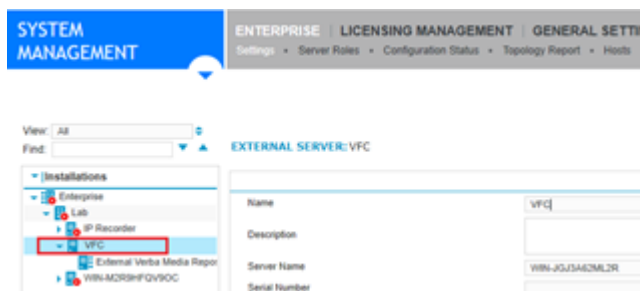 SYSTEM
MANAGEMENT
ENTERPRISE | LICENSING MANAGEMENT | GENERAL SETTI
Settings • Server Roles • Configuration Status • Topology Report • Hosts
View: All
Find:
EXTERNAL SERVER: VFC
Installations
Enterprise
Lab
IP Recorder
VFC
External Verba Media Repor
WIN-M2R9HFQV9OC
Name
VFC
Description
Server Name
WIN-JGJ3A62ML2R
Serial Number